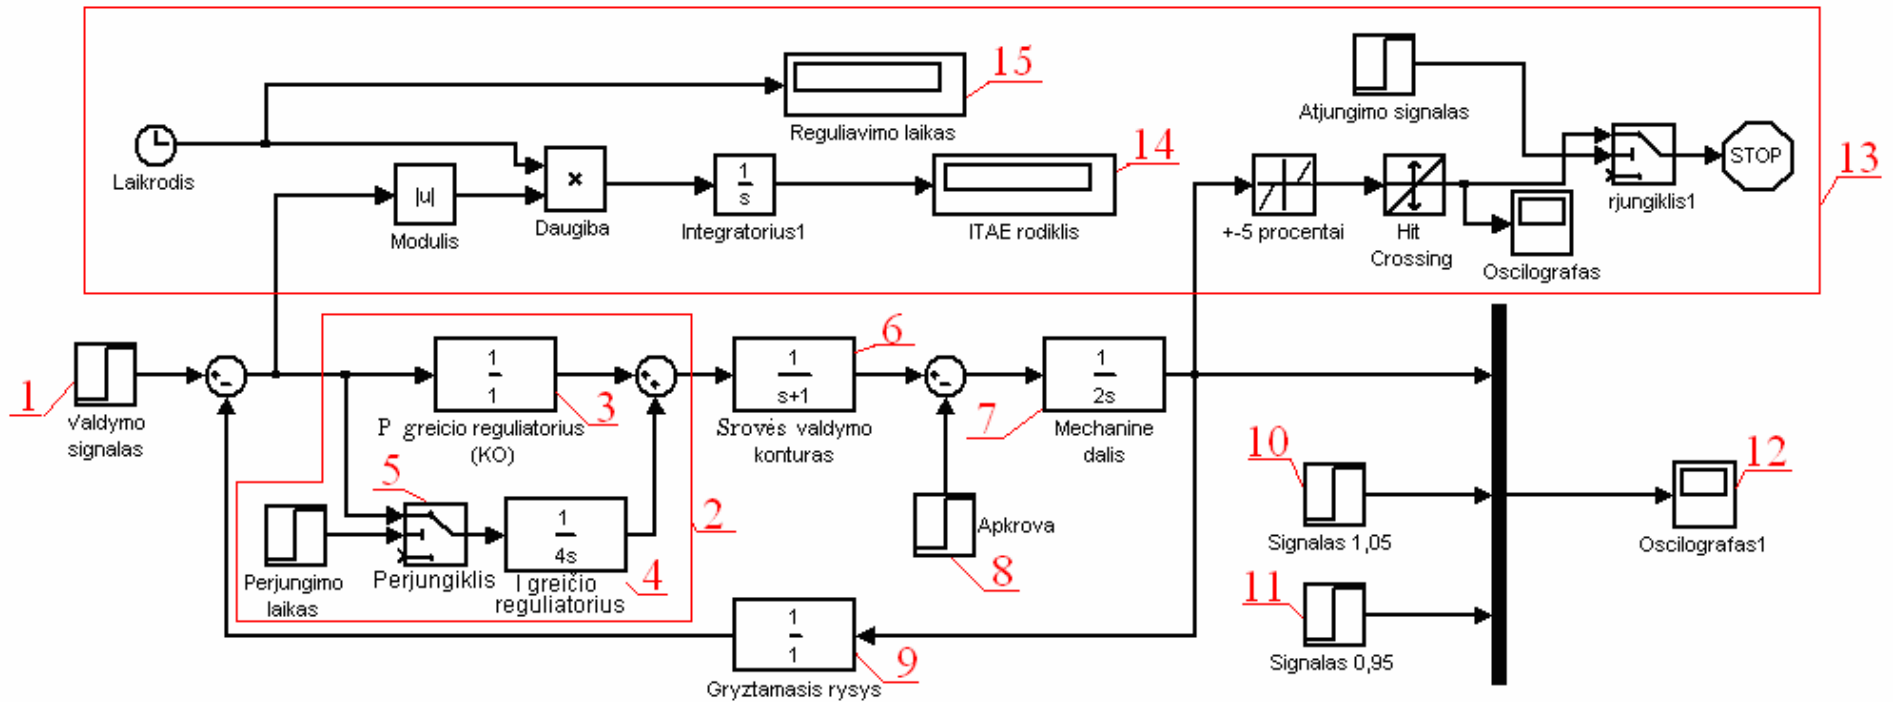 15
Reguliavimo laikas
Atjungimo signalas
Laikrodis
|u|
Modulis
×
Daugiba
1
s
Integratorius1
14
ITAE rodiklis
+-5 procentai
Hit
Crossing
Oscilografas
rjungiklis1
STOP
13
1
Valdymo
signalas
1
1
3
P greicio reguliatorius
(KO)
6
1
s+1
Srovės valdymo
konturas
7
1
2s
Mechanine
dalis
5
Perjungimo
laikas
Perjungiklis
1
4s
4
I greičio
reguliatorius
2
Apkrova
8
1
1
9
Gryztamasis rysys
10
Signalas 1,05
11
Signalas 0,95
12
Oscilografas1